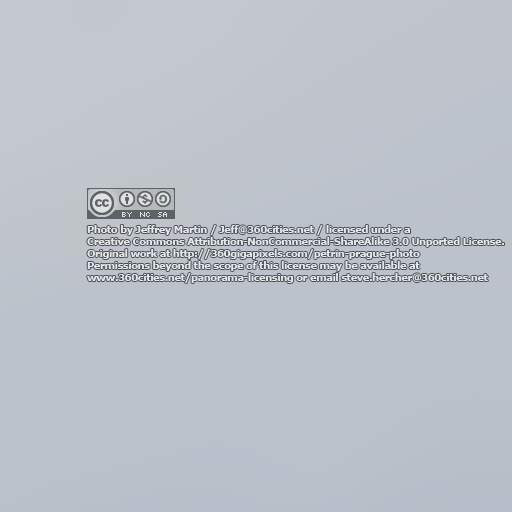 cc
BY NC SA
Photo by Jeffrey Martin / Jeff@360cities.net / licensed under a
Creative Commons Attribution-NonCommercial-ShareAlike 3.0 Unported License.
Original work at http://360gigapixels.com/petrin-prague-photo
Permissions beyond the scope of this license may be available at
www.360cities.net/panorama-licensing or email steve.hercher@360cities.net